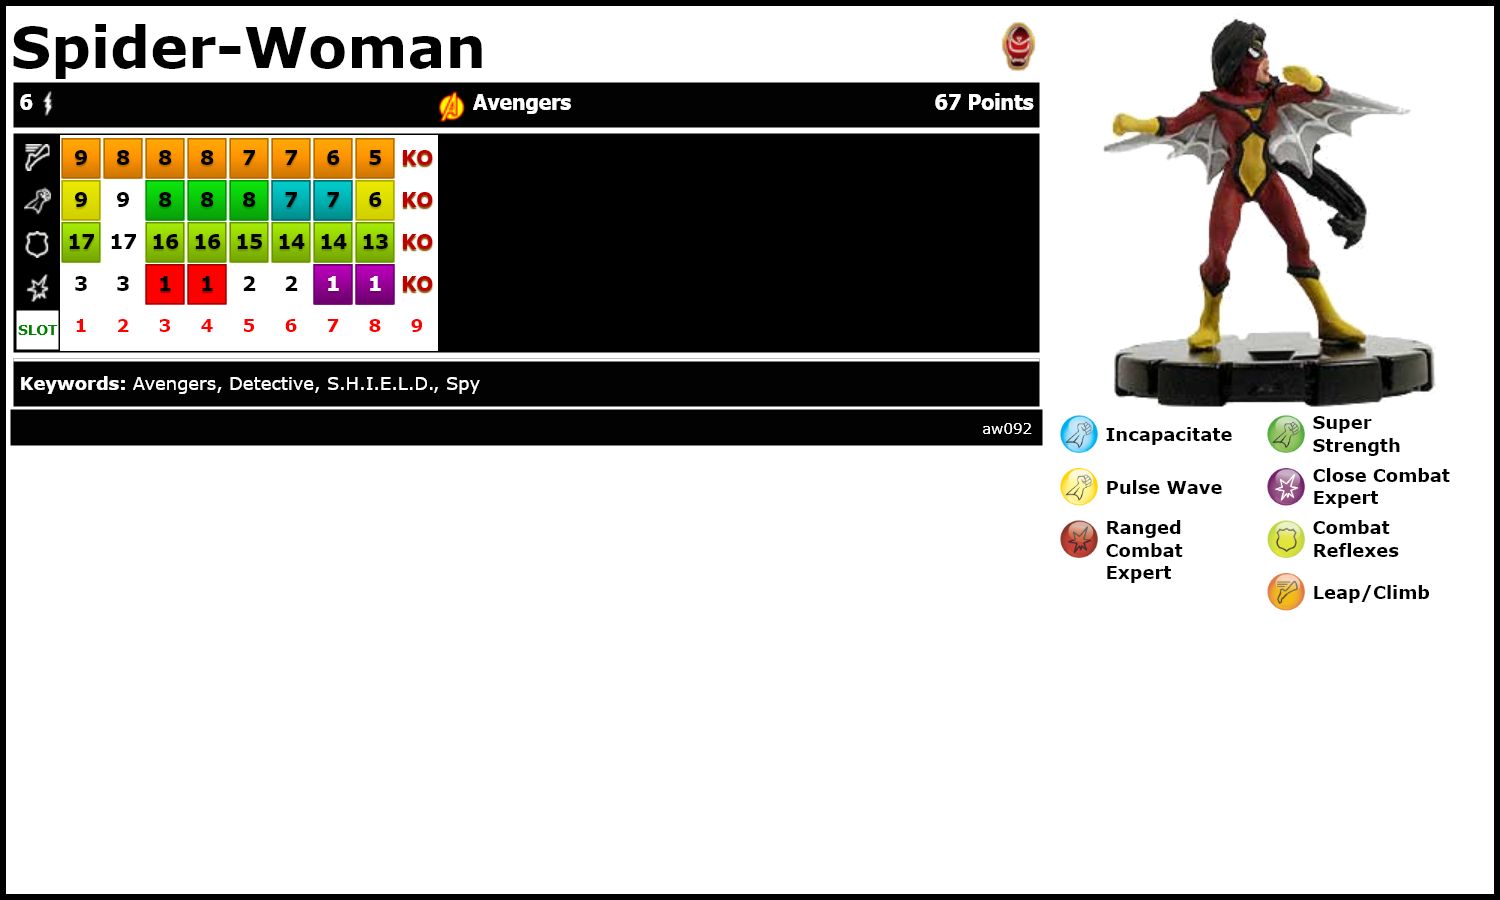 Spider-Woman
6 Avengers 67 Points
9 8 8 8 7 7 6 5 KO
9 9 8 8 8 7 7 6 KO
17 17 16 16 15 14 14 13 KO
3 3 1 1 2 2 1 1 KO
SLOT 1 2 3 4 5 6 7 8 9
Keywords: Avengers, Detective, S.H.I.E.L.D., Spy
aw092
Incapacitate
Pulse Wave
Ranged
Combat
Expert
Super
Strength
Close Combat
Expert
Combat
Reflexes
Leap/Climb